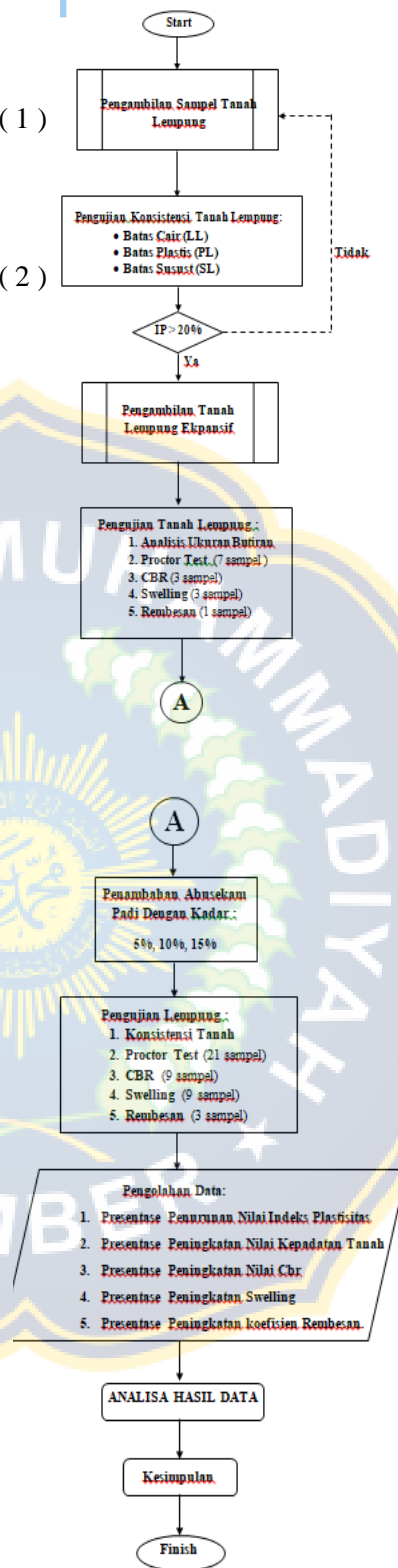 Start
( 1 )
Pengambilan Sampel Tanah
Lempung
Pengujian Konsistensi Tanah Lempung:
• Batas Cair (LL)
• Batas Plastis (PL)
• Batas Susust (SL)
( 2 )
Tidak
IP> 20%
Ya
Pengambilan Tanah
Lempung Ekpansif
Pengujian Tanah Lempung :
1. Analisis Ukuran Butiran
2. Proctor Test (7 sampel )
3. CBR (3 sampel)
4. Swelling (3 sampel)
5. Rembesan (1 sampel)
A
A
Penambahan Abusekam
Padi Dengan Kadar :
5%, 10%, 15%
Pengujian Lempung :
1. Konsistensi Tanah
2. Proctor Test (21 sampel)
3. CBR (9 sampel)
4. Swelling (9 sampel)
5. Rembesan (3 sampel)
Pengolahan Data:
1. Presentase Penurunan Nilai Indeks Plastisitas
2. Presentase Peningkatan Nilai Kepadatan Tanah
3. Presentase Peningkatan Nilai Cbr
4. Presentase Peningkatan Swelling
5. Presentase Peningkatan koefisien Rembesan.
ANALISA HASIL DATA
Kesimpulan
Finish